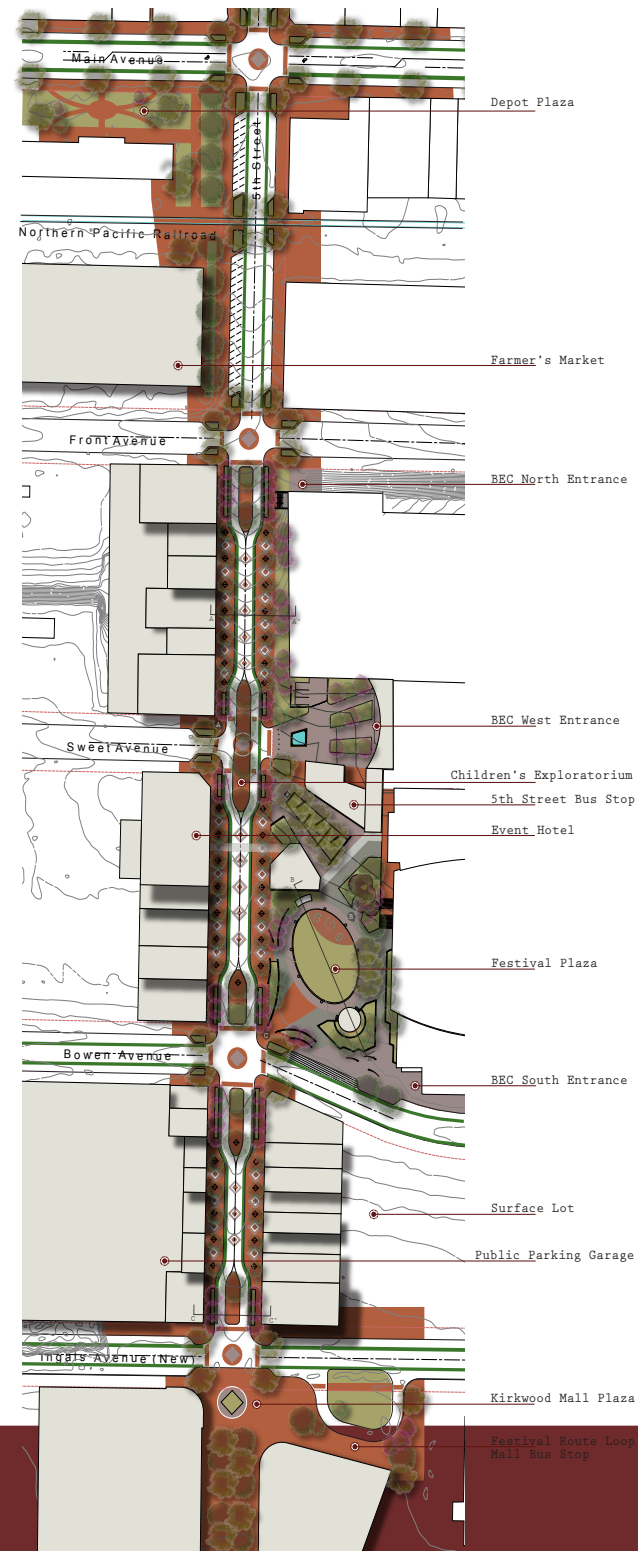 Main Avenue
Depot Plaza
5th Street
Northern Pacific Railroad
Farmer's Market
Front Avenue
BEC North Entrance
A
A'
BEC West Entrance
Sweet Avenue
Children's Exploratorium
5th Street Bus Stop
Event Hotel
B
Festival Plaza
Bowen Avenue
BEC South Entrance
Surface Lot
Public Parking Garage
C
C'
Ingals Avenue (New)
Kirkwood Mall Plaza
Festival Route Loop
Mall Bus Stop